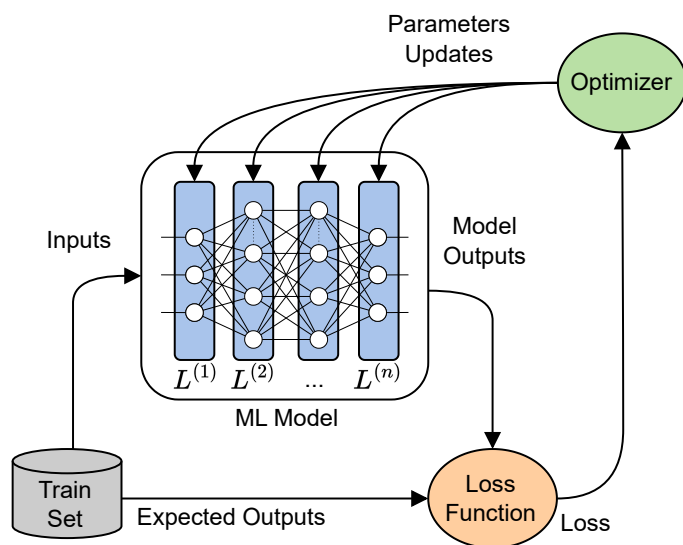 Parameters
Updates
Optimizer
Inputs
Model
Outputs
L⁽¹⁾ L⁽²⁾ ... L⁽ⁿ⁾
ML Model
Train
Set
Expected Outputs
Loss
Function
Loss